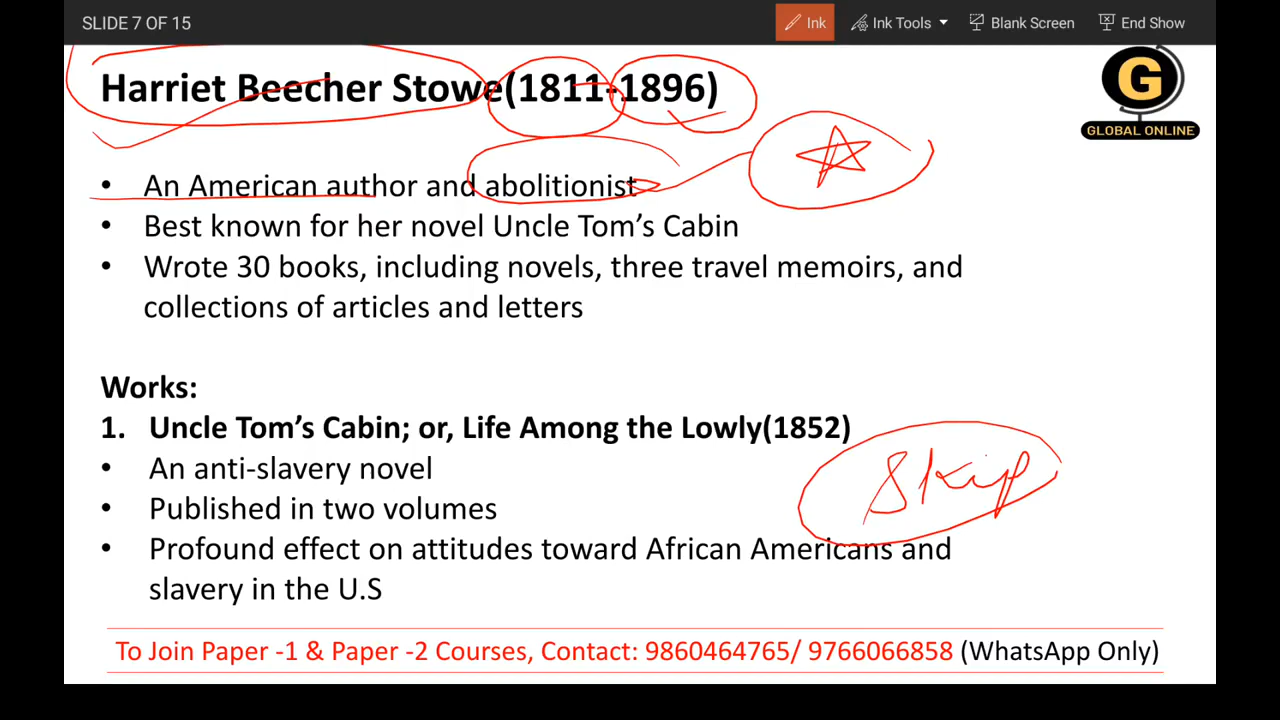 SLIDE 7 OF 15
Ink
Ink Tools
Blank Screen
End Show
Harriet Beecher Stowe(1811-1896)
G
GLOBAL ONLINE
• An American author and abolitionist
• Best known for her novel Uncle Tom’s Cabin
• Wrote 30 books, including novels, three travel memoirs, and
collections of articles and letters
Works:
1. Uncle Tom’s Cabin; or, Life Among the Lowly(1852)
• An anti-slavery novel
Skip
• Published in two volumes
• Profound effect on attitudes toward African Americans and
slavery in the U.S
To Join Paper -1 & Paper -2 Courses, Contact: 9860464765/ 9766066858 (WhatsApp Only)